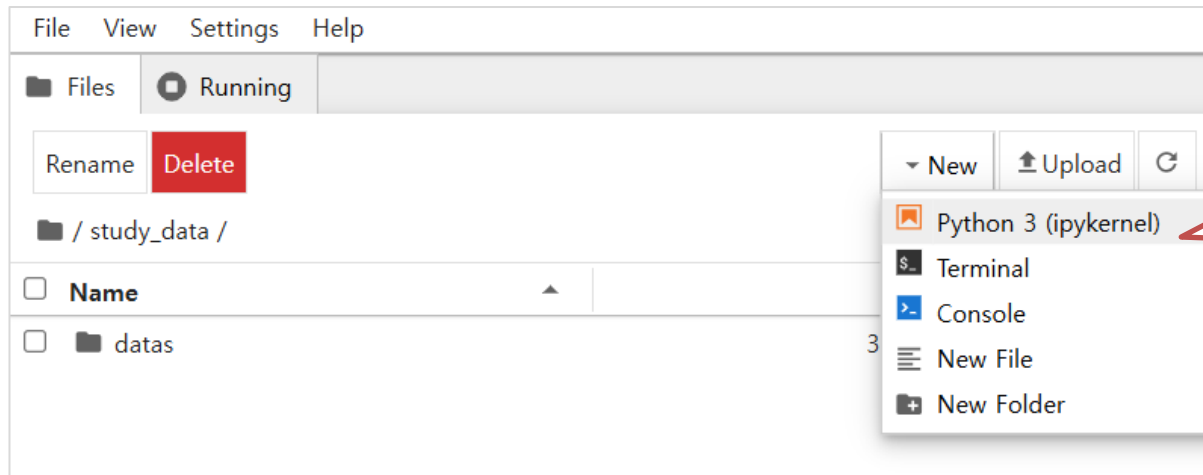 File View Settings Help
Files Running
Rename Delete New Upload
/ study_data /
Python 3 (ipykernel)
$_ Terminal
Name
>_ Console
datas 3
New File
New Folder